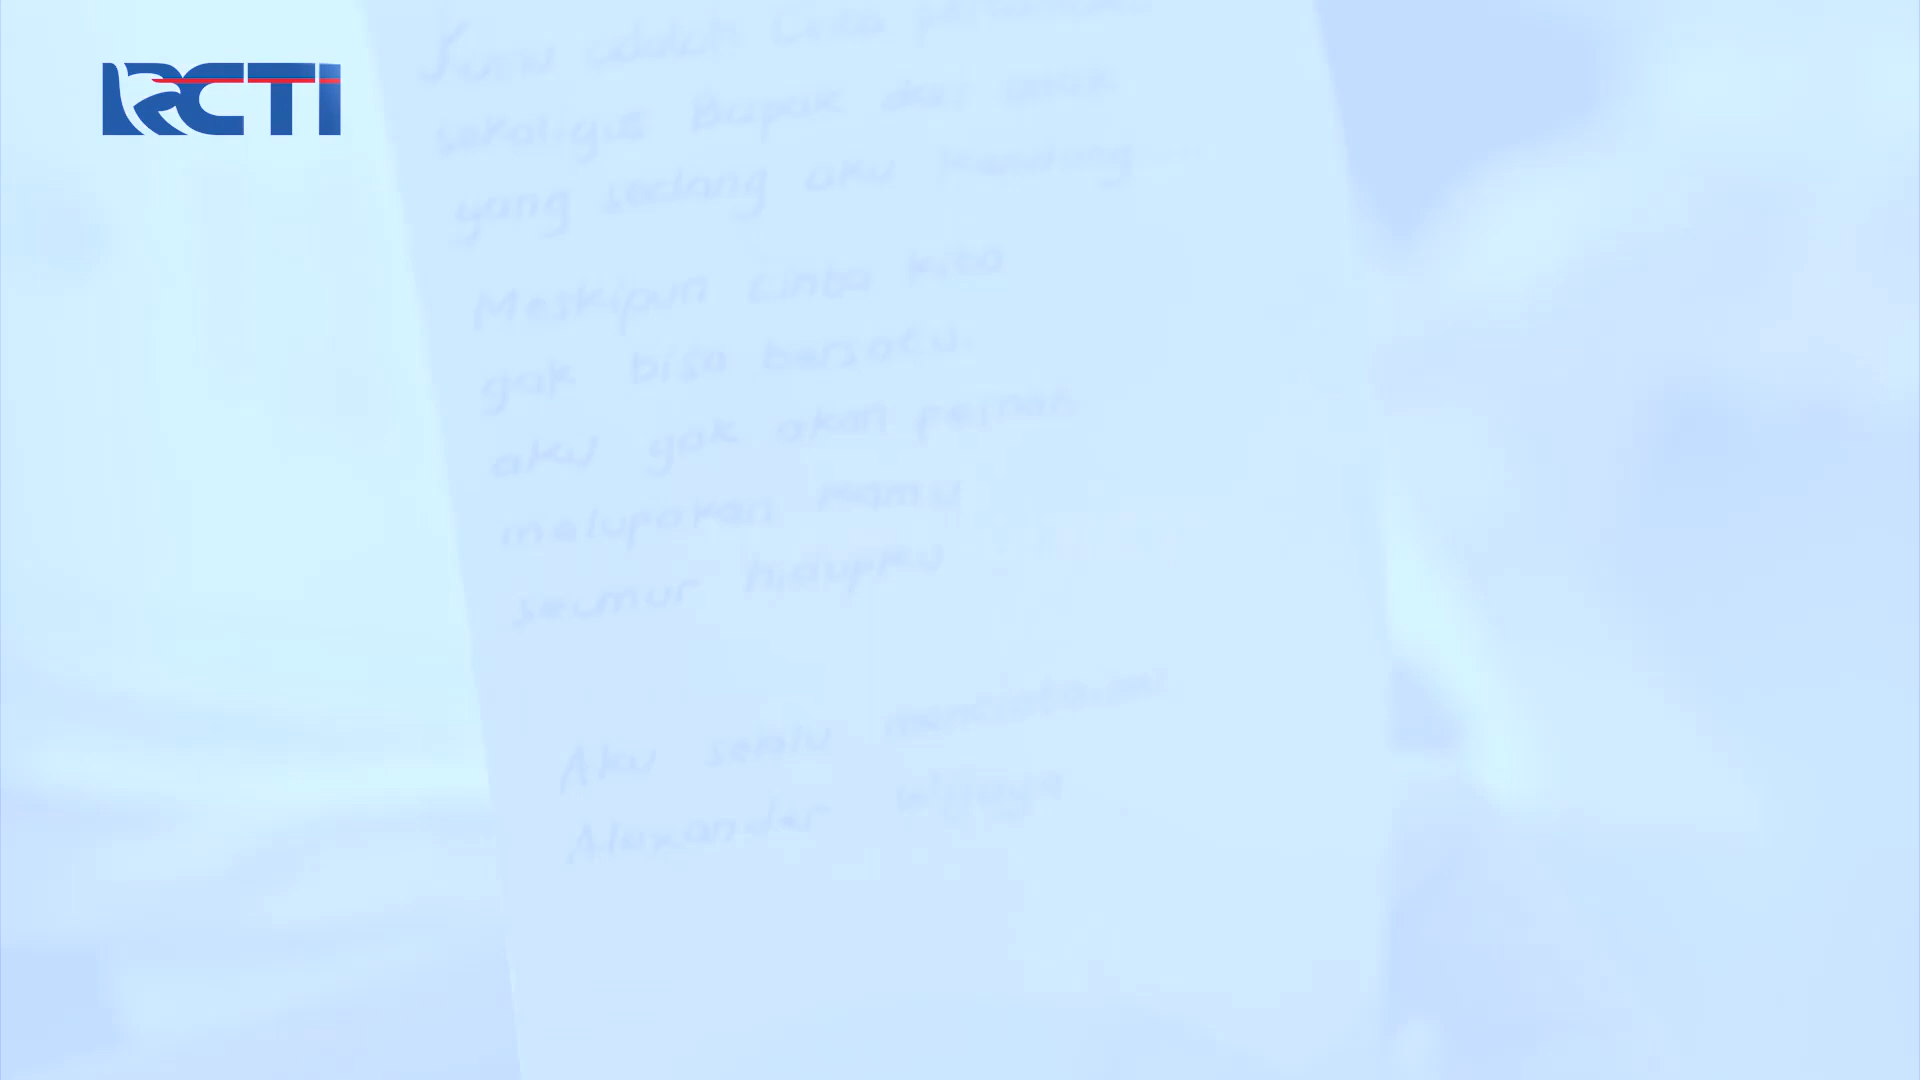 RCTI
Kamu adalah Cinta pertamaku
sekaligus Bapak dari anak
yang sedang aku kandung ....
Meskipun cinta kita
gak bisa bersatu.
aku gak akan pernah
melupakan kamu
seumur hidupku
Aku selalu mencintaimu
Alexander wijaya